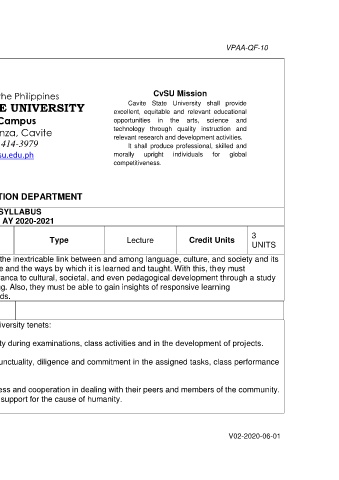 VPAA-QF-10
the Philippines
E UNIVERSITY
Campus
nza, Cavite
414-3979
su.edu.ph
CvSU Mission
Cavite State University shall provide
excellent, equitable and relevant educational
opportunities in the arts, science and
technology through quality instruction and
relevant research and development activities.
It shall produce professional, skilled and
morally upright individuals for global
competitiveness.
TION DEPARTMENT
SYLLABUS
AY 2020-2021
Type
Lecture
Credit Units
3
UNITS
the inextricable link between and among language, culture, and society and its
e and the ways by which it is learned and taught. With this, they must
vanca to cultural, societal, and even pedagogical development through a study
g. Also, they must be able to gain insights of responsive learning
ds.
iversity tenets:
ty during examinations, class activities and in the development of projects.
unctuality, diligence and commitment in the assigned tasks, class performance
ess and cooperation in dealing with their peers and members of the community.
support for the cause of humanity.
V02-2020-06-01